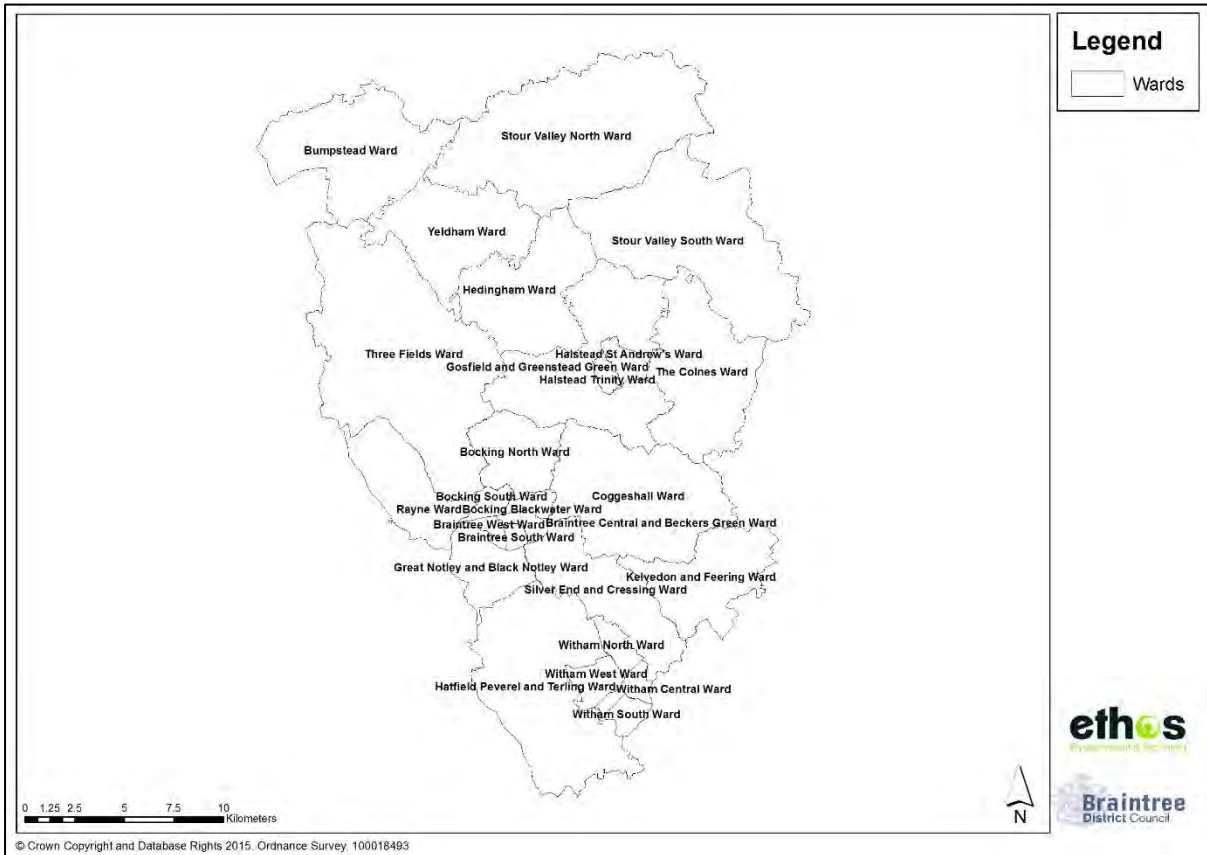 Legend
Wards
Stour Valley North Ward
Bumpstead Ward
Yeldham Ward
Stour Valley South Ward
Hedingham Ward
Three Fields Ward
Halstead St Andrew's Ward
Gosfield and Greenstead Green Ward
The Colnes Ward
Halstead Trinity Ward
Bocking North Ward
Bocking South Ward
Coggeshall Ward
Rayne Ward
Bocking Blackwater Ward
Braintree West Ward
Braintree Central and Beckers Green Ward
Braintree South Ward
Great Notley and Black Notley Ward
Kelvedon and Feering Ward
Silver End and Cressing Ward
Witham North Ward
Witham West Ward
Hatfield Peverel and Terling Ward
Witham Central Ward
Witham South Ward
ethos
Braintree
District Council
N
0 1.25 2.5 5 7.5 10
Kilometers
© Crown Copyright and Database Rights 2015. Ordnance Survey 100018493